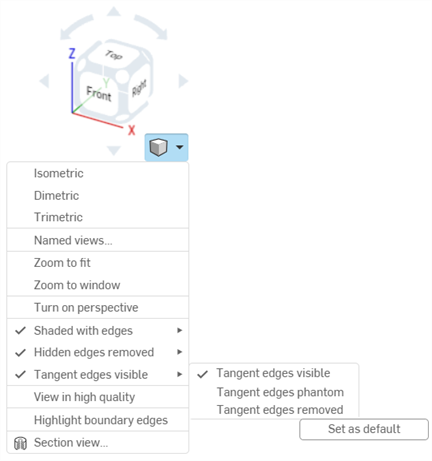 Top
Z
Y
Front
Right
X
Isometric
Dimetric
Trimetric
Named views...
Zoom to fit
Zoom to window
Turn on perspective
Shaded with edges
Hidden edges removed
Tangent edges visible
Tangent edges visible
Tangent edges phantom
Tangent edges removed
Set as default
View in high quality
Highlight boundary edges
Section view...